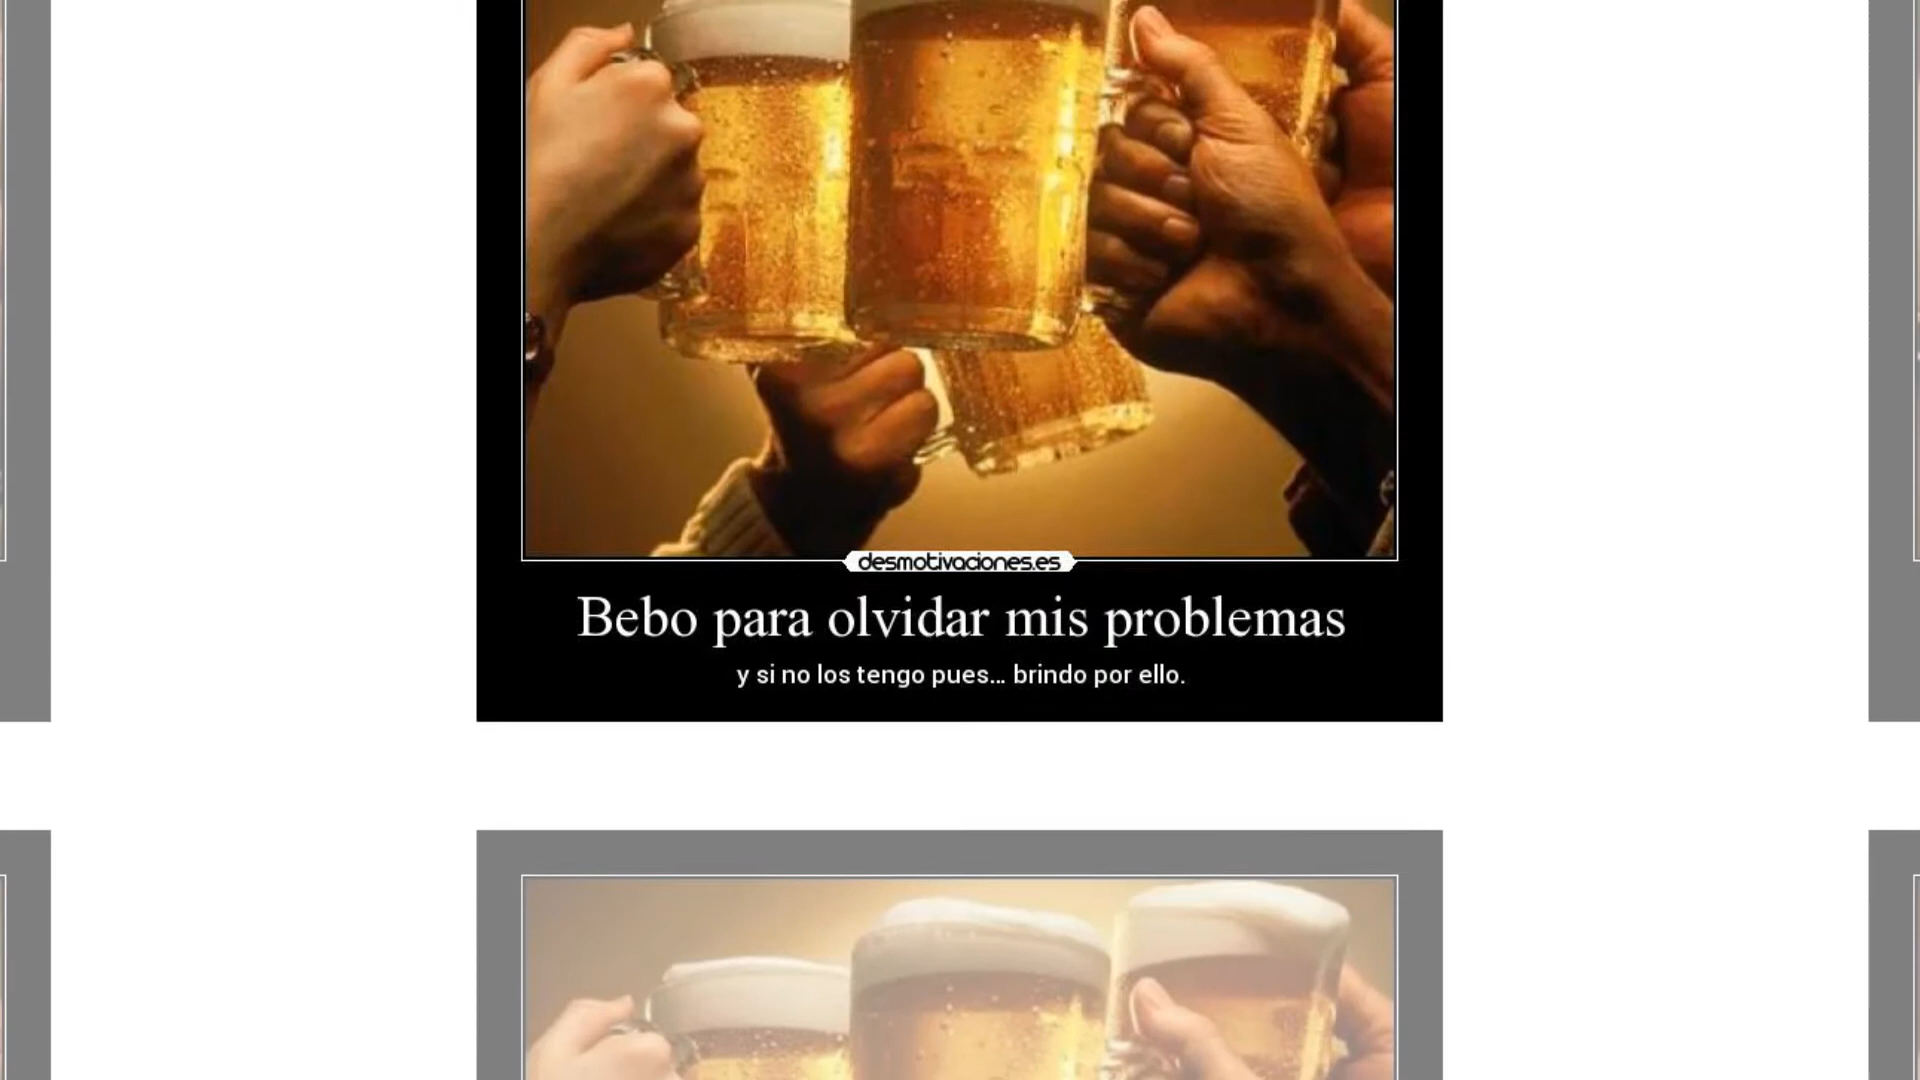 desmotivaciones.es
Bebo para olvidar mis problemas
y si no los tengo pues... brindo por ello.